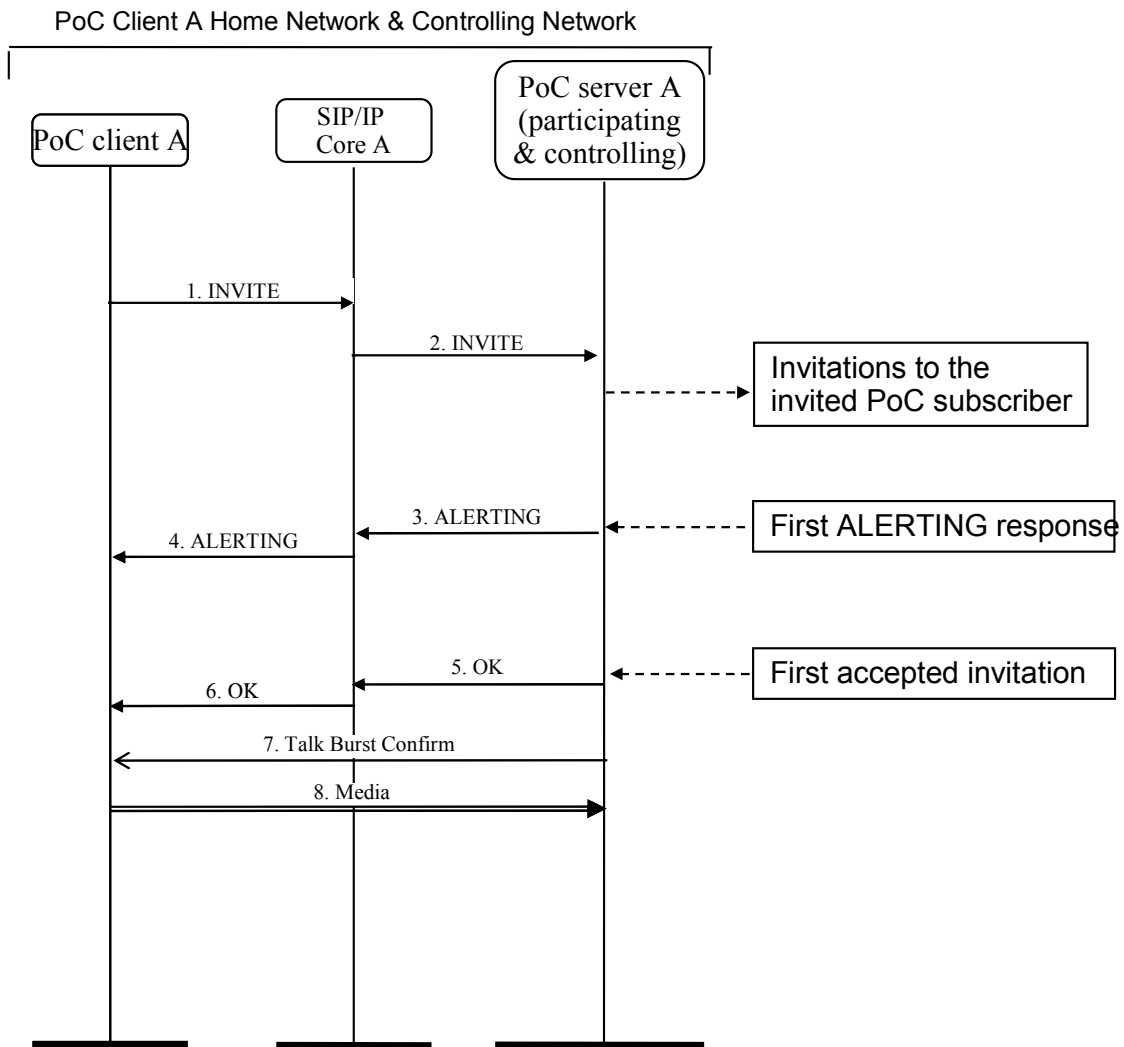 PoC Client A Home Network & Controlling Network
PoC client A
SIP/IP
Core A
PoC server A
(participating
& controlling)
1. INVITE
2. INVITE
Invitations to the
invited PoC subscriber
3. ALERTING
First ALERTING response
4. ALERTING
5. OK
First accepted invitation
6. OK
7. Talk Burst Confirm
8. Media